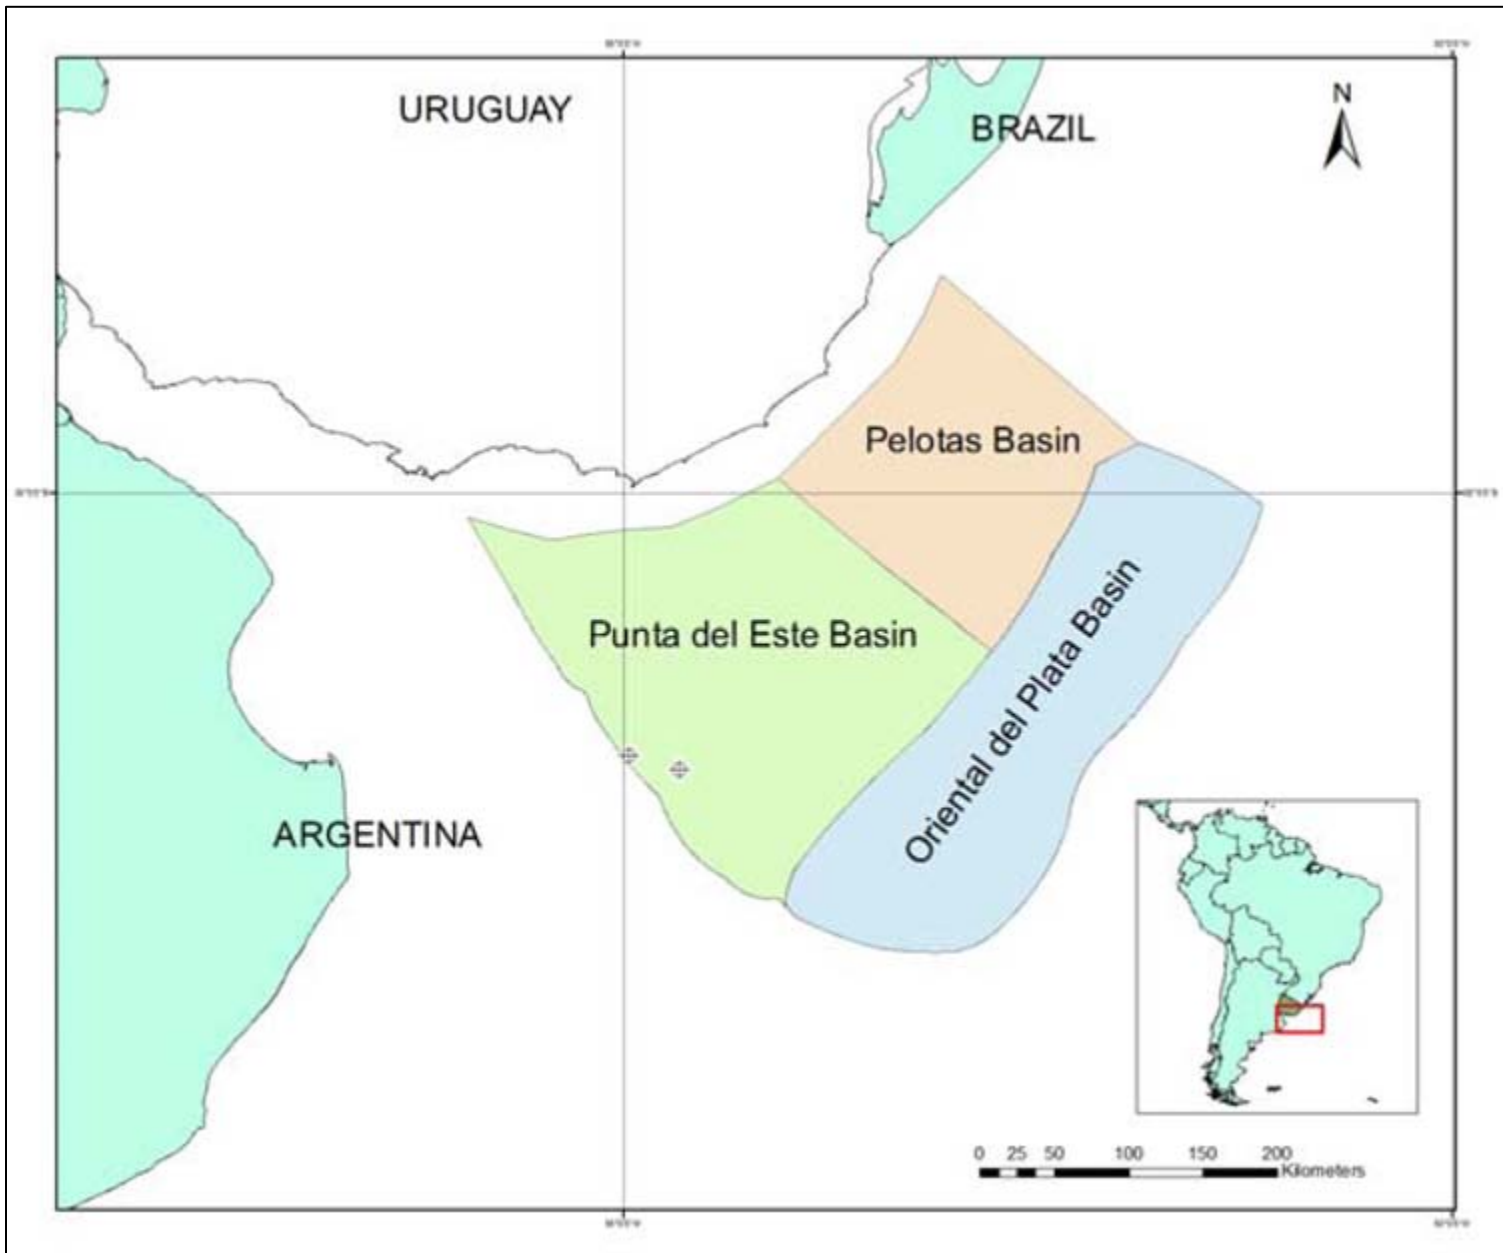 URUGUAY
BRAZIL
N
Pelotas Basin
Punta del Este Basin
Oriental del Plata Basin
ARGENTINA
0 25 50 100 150 200
Kilometers